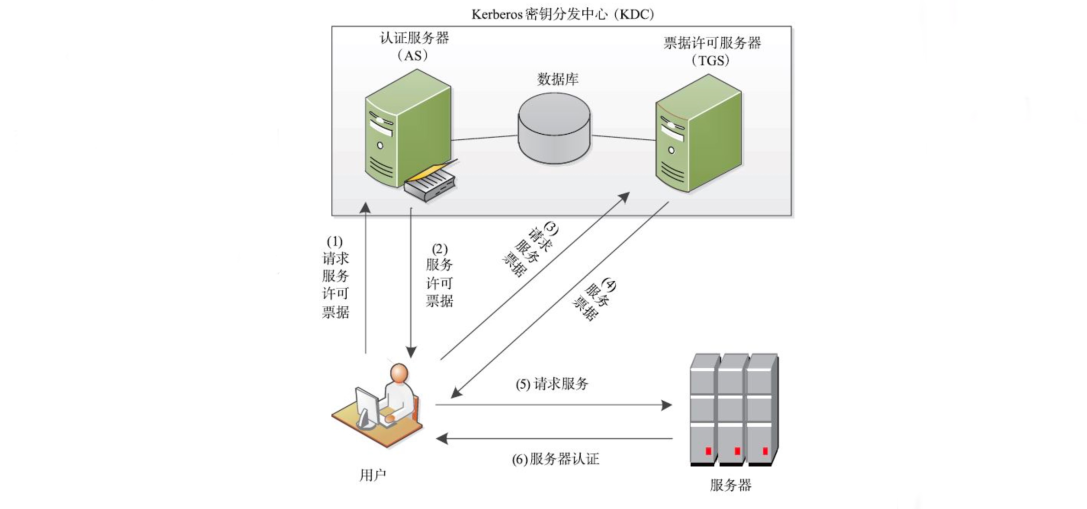 Kerberos 密钥分发中心（KDC）
认证服务器
（AS）
票据许可服务器
（TGS）
数据库
(1)
请求
服务
许可
票据
(2)
服务
许可
票据
(3)
请求
服务
票据
(4)
服务
票据
(5) 请求服务
(6)服务器认证
用户
服务器